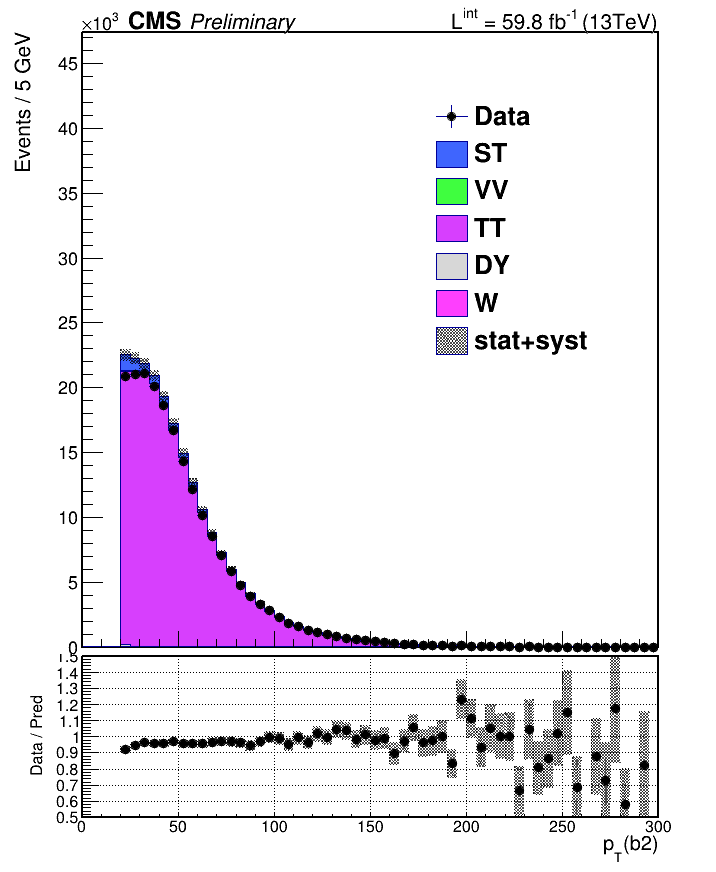 ×10³ CMS Preliminary L^int = 59.8 fb⁻¹ (13TeV)
Events / 5 GeV
45
40
35
30
25
20
15
10
5
0
Data
ST
VV
TT
DY
W
stat+syst
Data / Pred
1.5
1.4
1.3
1.2
1.1
1
0.9
0.8
0.7
0.6
0.5
0 50 100 150 200 250 300
p_T(b2)